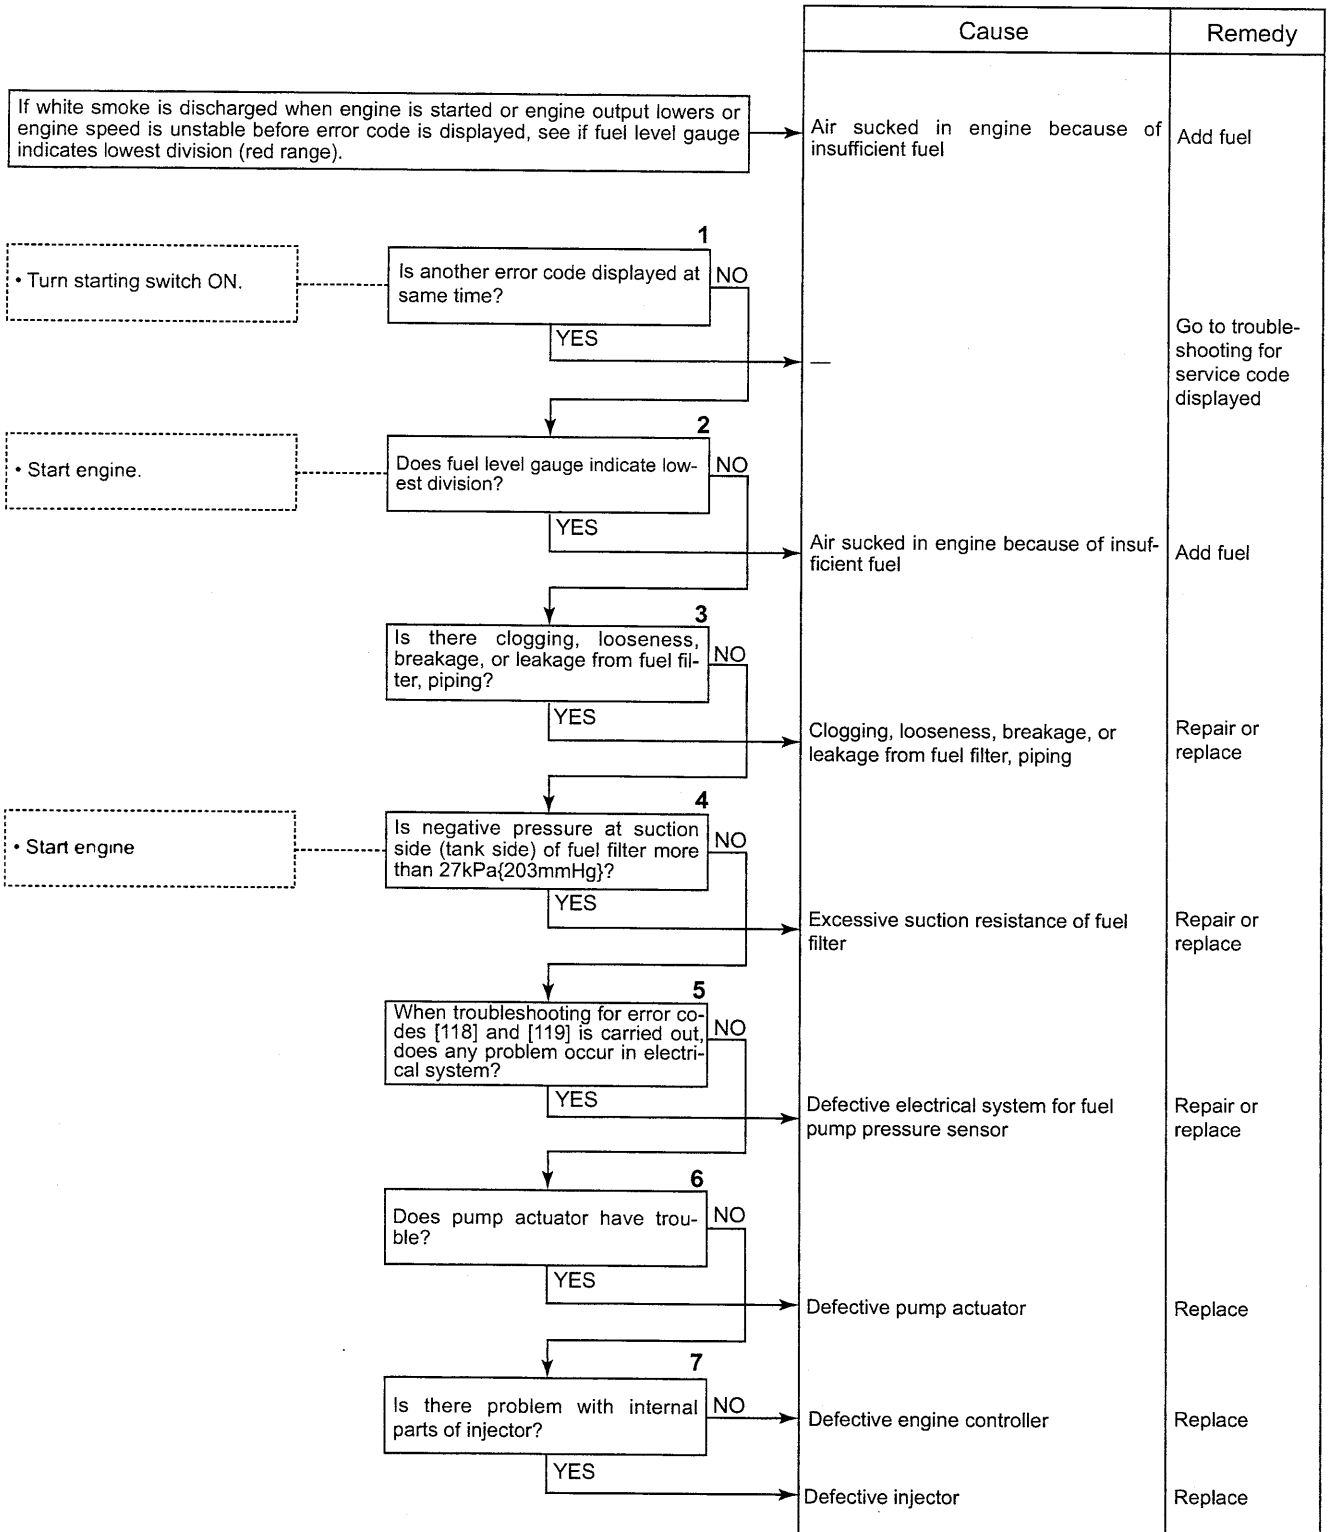 Cause
Remedy
If white smoke is discharged when engine is started or engine output lowers or
engine speed is unstable before error code is displayed, see if fuel level gauge
indicates lowest division (red range).
Air sucked in engine because of
insufficient fuel
Add fuel
1
• Turn starting switch ON.
Is another error code displayed at
same time?
NO
YES
—
Go to trouble-
shooting for
service code
displayed
2
• Start engine.
Does fuel level gauge indicate low-
est division?
NO
YES
Air sucked in engine because of insuf-
ficient fuel
Add fuel
3
Is there clogging, looseness,
breakage, or leakage from fuel fil-
ter, piping?
NO
YES
Clogging, looseness, breakage, or
leakage from fuel filter, piping
Repair or
replace
4
• Start engine
Is negative pressure at suction
side (tank side) of fuel filter more
than 27kPa{203mmHg}?
NO
YES
Excessive suction resistance of fuel
filter
Repair or
replace
5
When troubleshooting for error co-
des [118] and [119] is carried out,
does any problem occur in electri-
cal system?
NO
YES
Defective electrical system for fuel
pump pressure sensor
Repair or
replace
6
Does pump actuator have trou-
ble?
NO
YES
Defective pump actuator
Replace
7
Is there problem with internal
parts of injector?
NO
Defective engine controller
Replace
YES
Defective injector
Replace